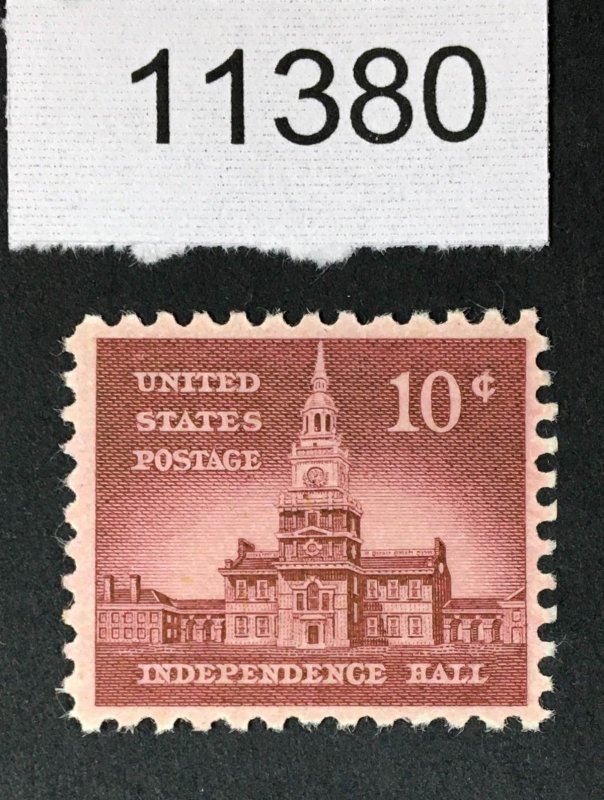 11380
UNITED
STATES
POSTAGE
10¢
INDEPENDENCE HALL